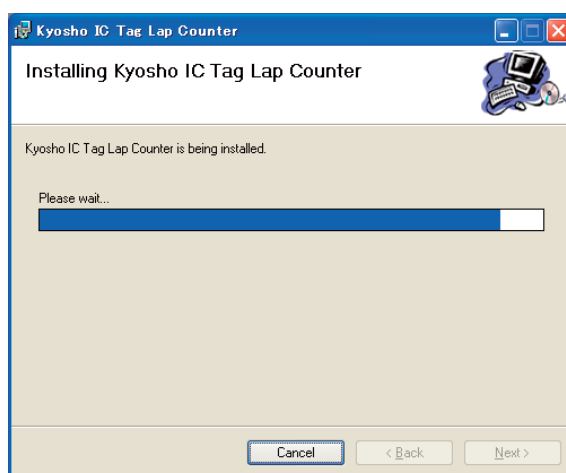 Kyosho IC Tag Lap Counter
Installing Kyosho IC Tag Lap Counter
Kyosho IC Tag Lap Counter is being installed.
Please wait...
Cancel
< Back
Next >